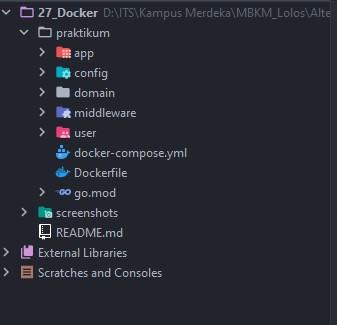 27_Docker D:\ITS\Kampus Merdeka\MBKM_Lolos\Alte
praktikum
app
config
domain
middleware
user
docker-compose.yml
Dockerfile
go.mod
screenshots
README.md
External Libraries
Scratches and Consoles